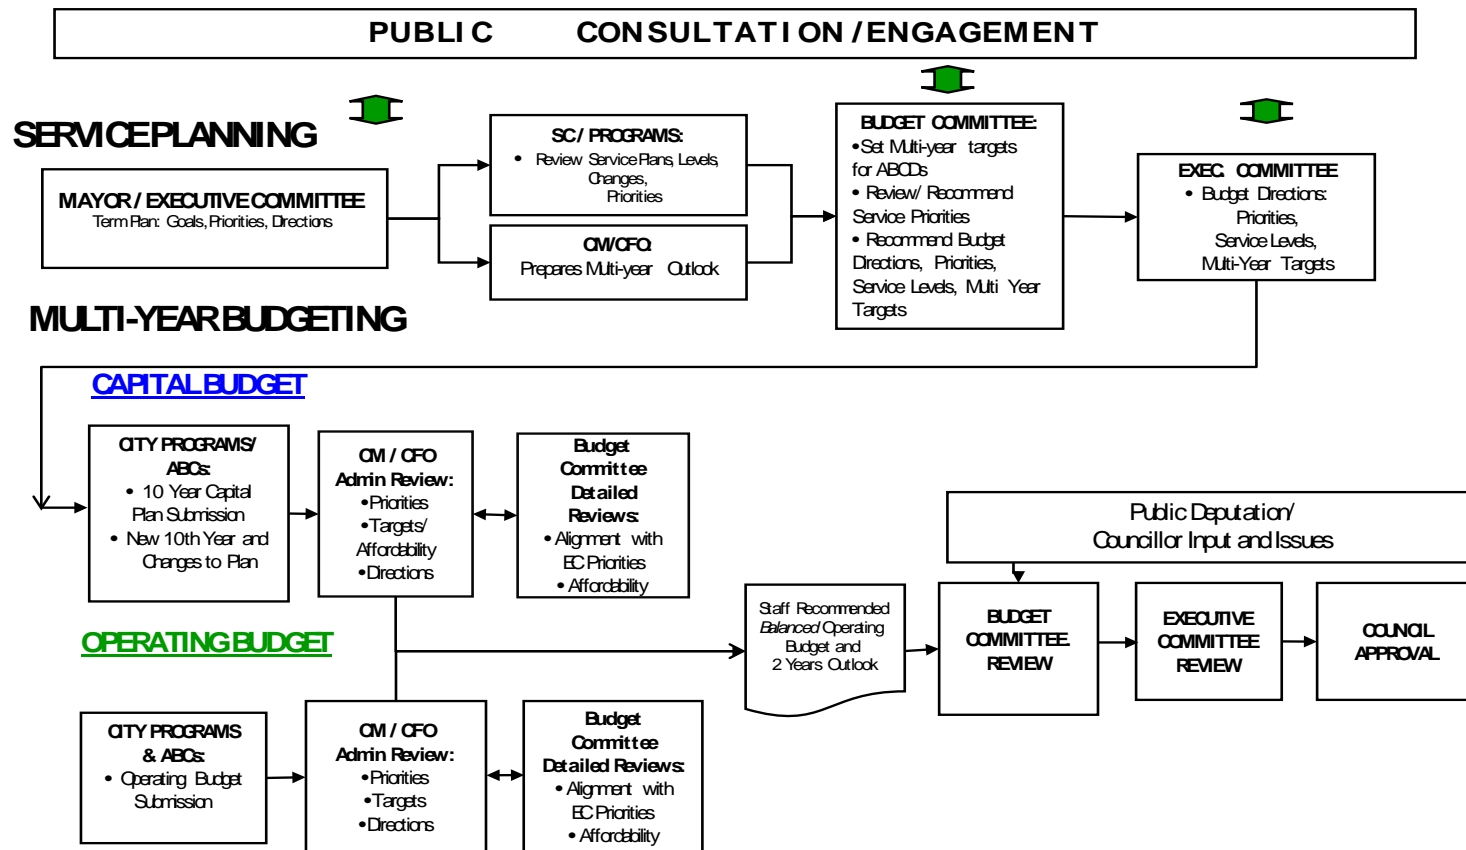 PUBLIC CONSULTATION / ENGAGEMENT
SERVICE PLANNING
MAYOR / EXECUTIVE COMMITTEE
Term Plan: Goals, Priorities, Directions
SC / PROGRAMS:
• Review Service Plans, Levels,
Changes,
Priorities
CM/CFO:
Prepares Multi-year Outlook
BUDGET COMMITTEE:
•Set Multi-year targets
for ABCDs
• Review/ Recommend
Service Priorities
• Recommend Budget
Directions, Priorities,
Service Levels, Multi Year
Targets
EXEC. COMMITTEE
• Budget Directions:
Priorities,
Service Levels,
Multi-Year Targets
MULTI-YEAR BUDGETING
CAPITAL BUDGET
CITY PROGRAMS/
ABCs:
• 10 Year Capital
Plan Submission
• New 10th Year and
Changes to Plan
CM / CFO
Admin Review:
•Priorities
•Targets/
Affordability
•Directions
Budget
Committee
Detailed
Reviews:
• Alignment with
EC Priorities
• Affordability
Public Deputation/
Councillor Input and Issues
Staff Recommended
Balanced Operating
Budget and
2 Years Outlook
BUDGET
COMMITTEE.
REVIEW
EXECUTIVE
COMMITTEE
REVIEW
COUNCIL
APPROVAL
OPERATING BUDGET
CITY PROGRAMS
& ABCs:
• Operating Budget
Submission
CM / CFO
Admin Review:
•Priorities
•Targets
•Directions
Budget
Committee
Detailed Reviews:
• Alignment with
EC Priorities
• Affordability